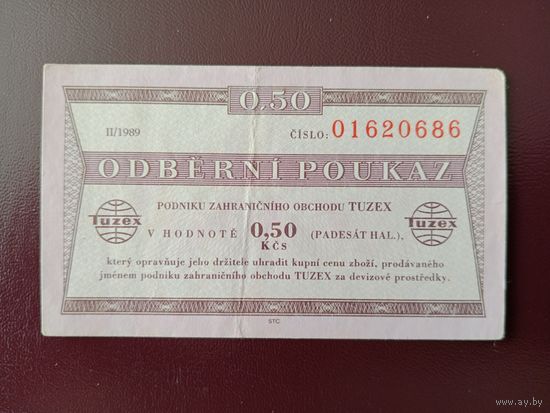 0,50
II/1989
ČÍSLO: 01620686
ODBĚRNÍ POUKAZ
PODNIKU ZAHRANIČNÍHO OBCHODU TUZEX
Tuzex
V HODNOTĚ 0,50 KČS (PADESÁT HAL.),
Tuzex
který opravňuje jeho držitele uhradit kupní cenu zboží, prodávaného
jménem podniku zahraničního obchodu TUZEX za devizové prostředky.
STC
www.ay.by